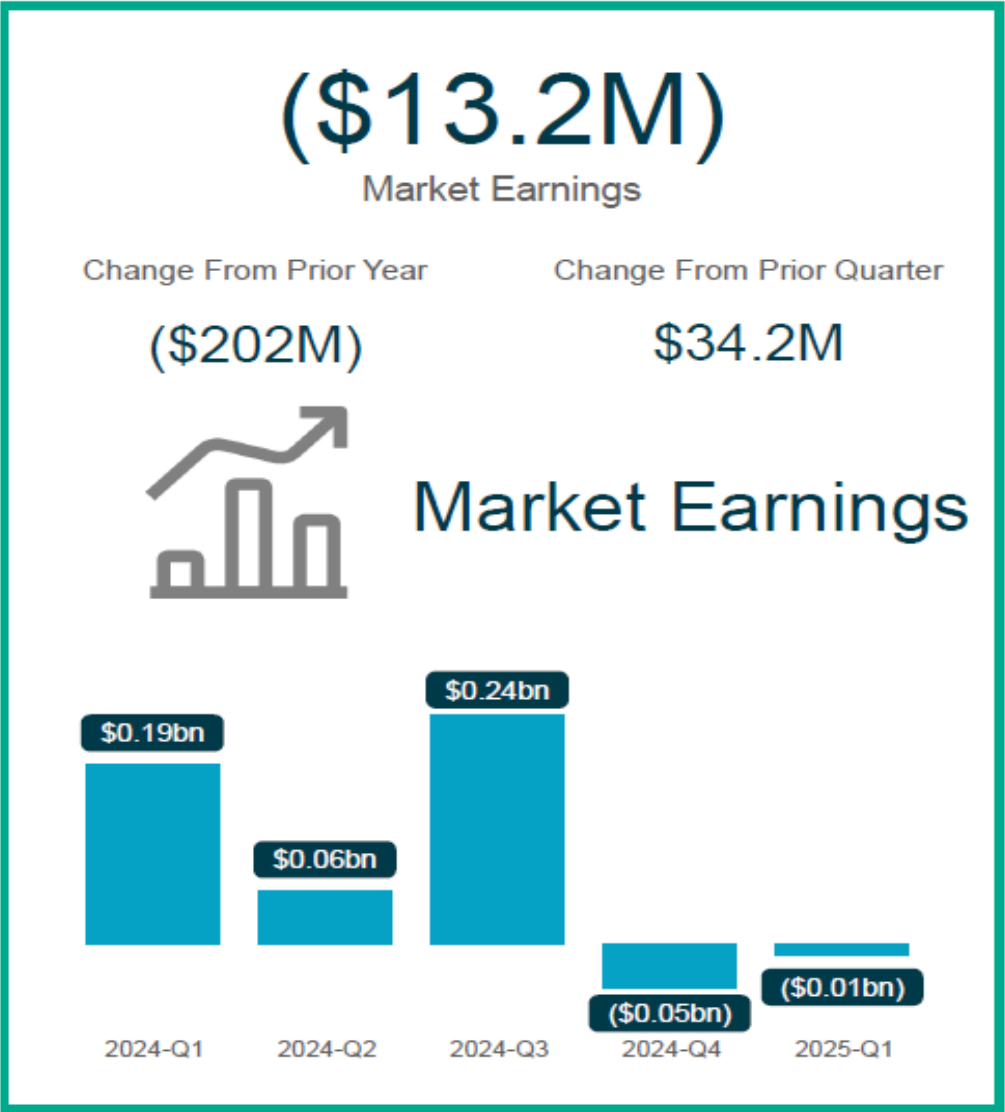 ($13.2M)
Market Earnings
Change From Prior Year
Change From Prior Quarter
($202M)
$34.2M
Market Earnings
$0.24bn
$0.19bn
$0.06bn
($0.01bn)
($0.05bn)
2024-Q1
2024-Q2
2024-Q3
2024-Q4
2025-Q1